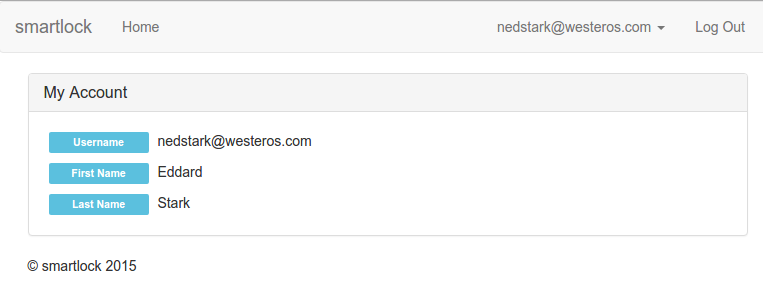 smartlock Home nedstark@westeros.com Log Out
My Account
Username nedstark@westeros.com
First Name Eddard
Last Name Stark
© smartlock 2015